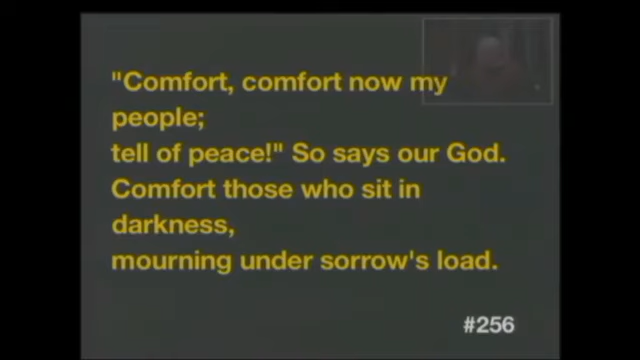 "Comfort, comfort now my
people;
tell of peace!" So says our God.
Comfort those who sit in
darkness,
mourning under sorrow's load.
#256